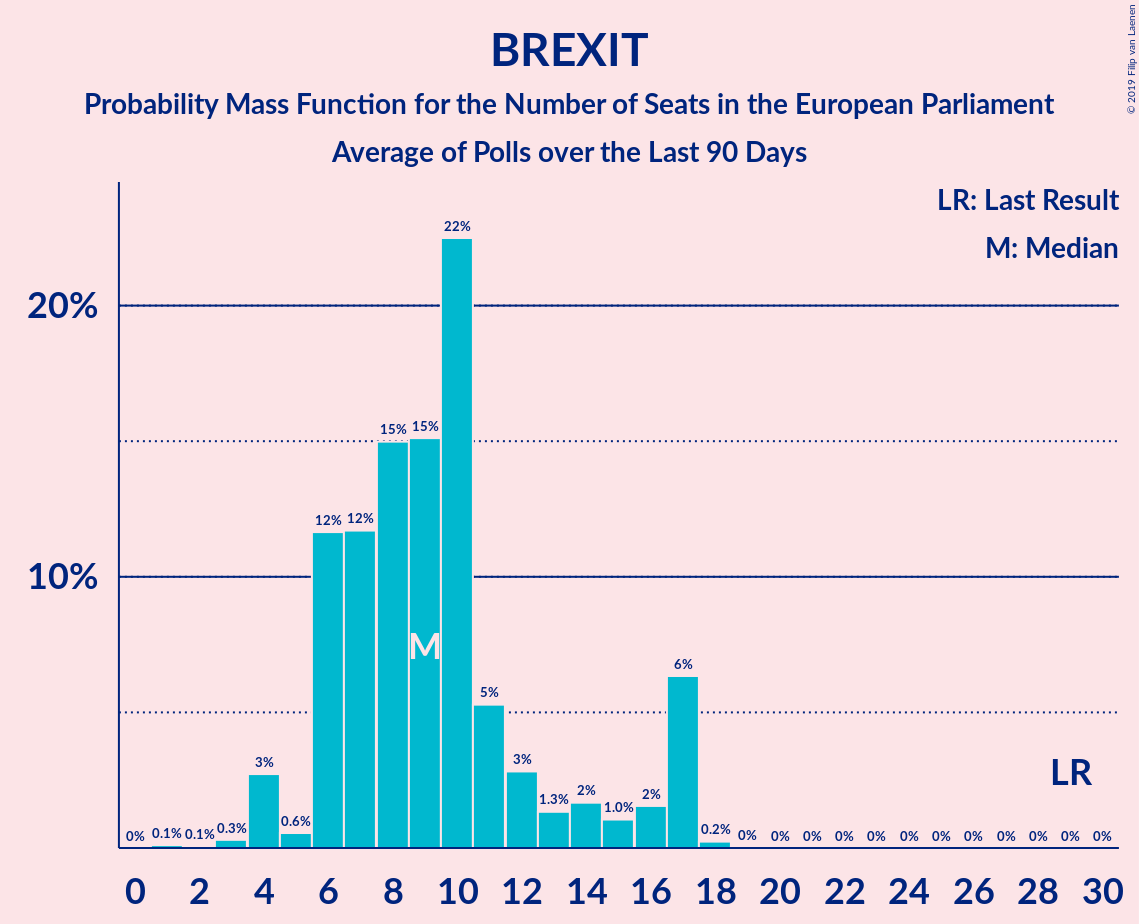 BREXIT
Probability Mass Function for the Number of Seats in the European Parliament
Average of Polls over the Last 90 Days
© 2019 Filip van Laenen
LR: Last Result
M: Median
20%
10%
0% 0.1% 0.1% 0.3% 3% 0.6% 12% 12% 15% 15% 22% 5% 3% 1.3% 2% 1.0% 2% 6% 0.2% 0% 0% 0% 0% 0% 0% 0% 0% 0% 0% 0% 0%
M
LR
0 2 4 6 8 10 12 14 16 18 20 22 24 26 28 30